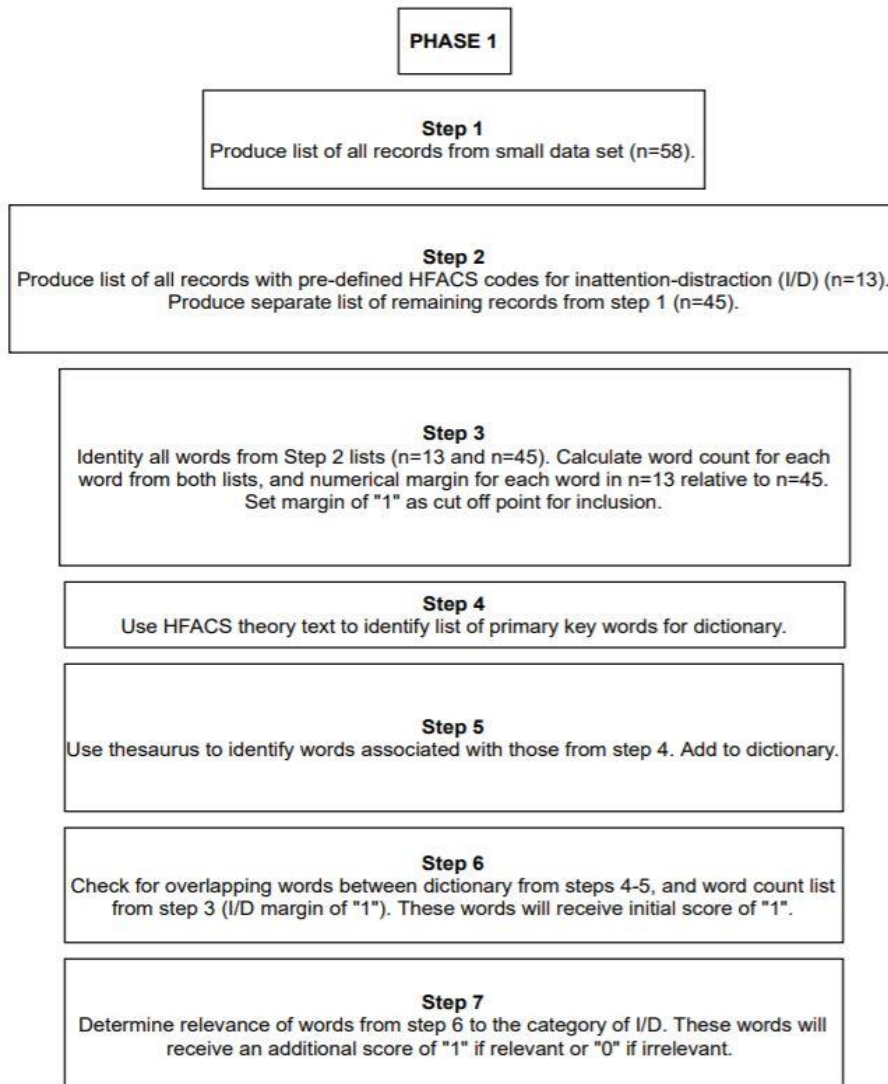 PHASE 1
Step 1
Produce list of all records from small data set (n=58).
Step 2
Produce list of all records with pre-defined HFACS codes for inattention-distraction (I/D) (n=13).
Produce separate list of remaining records from step 1 (n=45).
Step 3
Identity all words from Step 2 lists (n=13 and n=45). Calculate word count for each
word from both lists, and numerical margin for each word in n=13 relative to n=45.
Set margin of "1" as cut off point for inclusion.
Step 4
Use HFACS theory text to identify list of primary key words for dictionary.
Step 5
Use thesaurus to identify words associated with those from step 4. Add to dictionary.
Step 6
Check for overlapping words between dictionary from steps 4-5, and word count list
from step 3 (I/D margin of "1"). These words will receive initial score of "1".
Step 7
Determine relevance of words from step 6 to the category of I/D. These words will
receive an additional score of "1" if relevant or "0" if irrelevant.